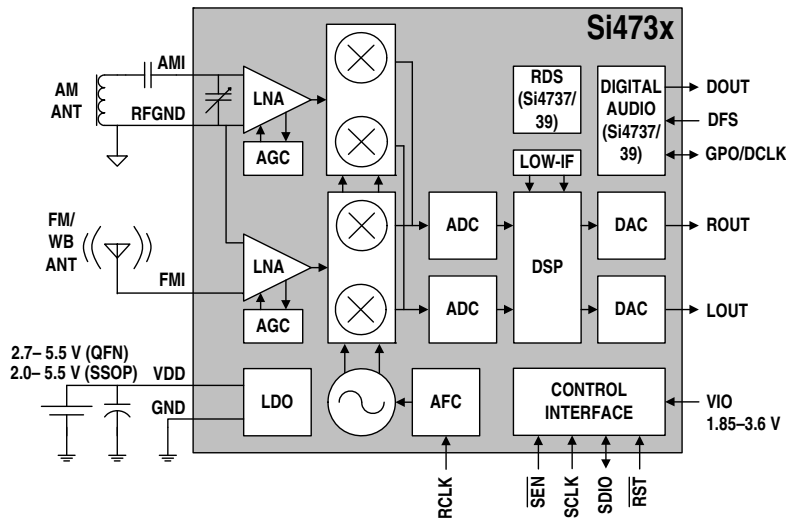 Si473x
AMI
AM
ANT
RFGND
LNA
AGC
RDS
(Si4737/
39)
DIGITAL
AUDIO
(Si4737/
39)
DOUT
DFS
GPO/DCLK
LOW-IF
FM/
WB
ANT
FMI
LNA
AGC
ADC
ADC
DSP
DAC
DAC
ROUT
LOUT
2.7– 5.5 V (QFN)
2.0– 5.5 V (SSOP)
VDD
GND
LDO
AFC
CONTROL
INTERFACE
VIO
1.85–3.6 V
RCLK
SEN
SCLK
SDIO
RST